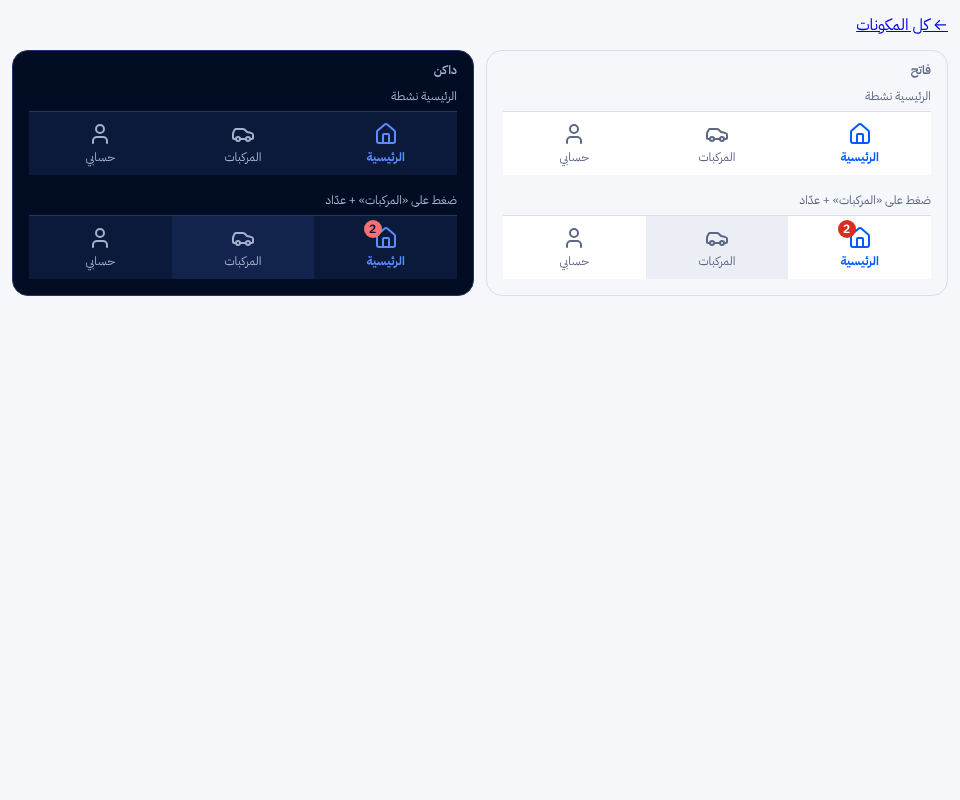 ← كل المكونات
فاتح
الرئيسية نشطة
الرئيسية
المركبات
حسابي
ضغط على «المركبات» + عدّاد
2
الرئيسية
المركبات
حسابي
داكن
الرئيسية نشطة
الرئيسية
المركبات
حسابي
ضغط على «المركبات» + عدّاد
2
الرئيسية
المركبات
حسابي